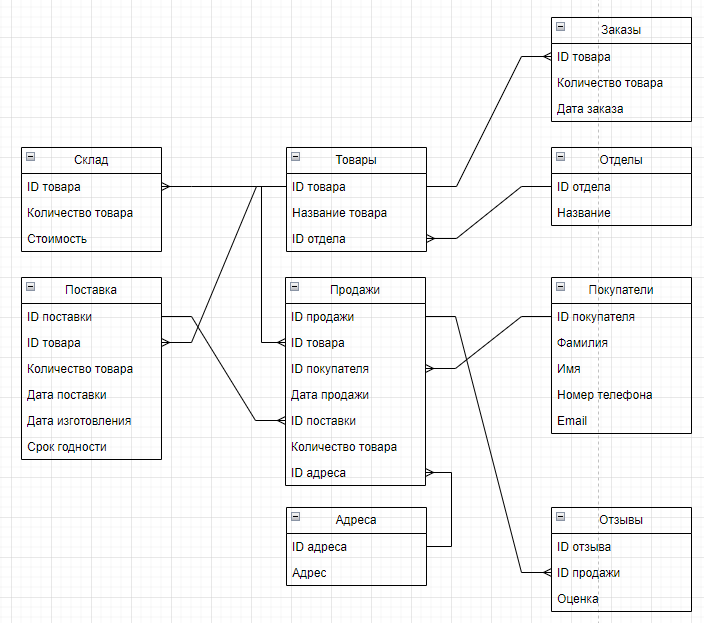 Заказы
ID товара
Количество товара
Дата заказа
Склад
ID товара
Количество товара
Стоимость
Товары
ID товара
Название товара
ID отдела
Отделы
ID отдела
Название
Поставка
ID поставки
ID товара
Количество товара
Дата поставки
Дата изготовления
Срок годности
Продажи
ID продажи
ID товара
ID покупателя
Дата продажи
ID поставки
Количество товара
ID адреса
Покупатели
ID покупателя
Фамилия
Имя
Номер телефона
Email
Адреса
ID адреса
Адрес
Отзывы
ID отзыва
ID продажи
Оценка